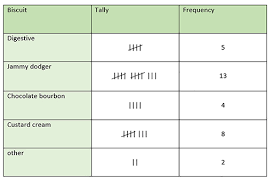 Biscuit Tally Frequency
Digestive 5
Jammy dodger 13
Chocolate bourbon 4
Custard cream 8
other 2